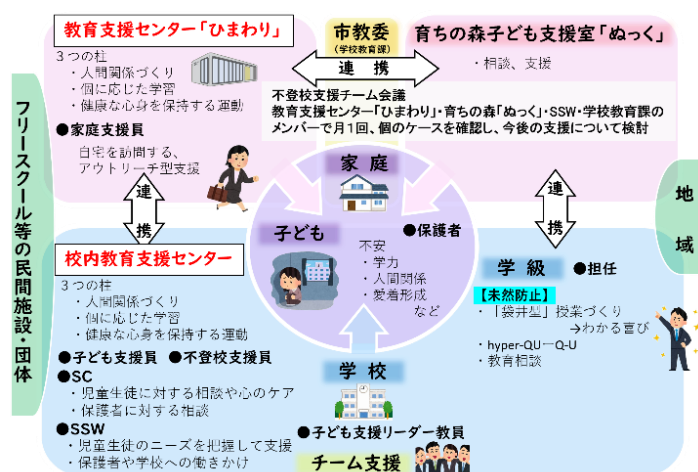 教育支援センター「ひまわり」
３つの柱
・人間関係づくり
・個に応じた学習
・健康な心身を保持する運動
●家庭支援員
自宅を訪問する、
アウトリーチ型支援
市教委
(学校教育課)
連 携
育ちの森子ども支援室「ぬっく」
・相談、支援
不登校支援チーム会議
教育支援センター「ひまわり」・育ちの森「ぬっく」・SSW・学校教育課の
メンバーで月１回、個のケースを確認し、今後の支援について検討
フリースクール等の民間施設・団体
地域
連携
連携
家 庭
子ども
●保護者
不安
・学力
・人間関係
・愛着形成
など
校内教育支援センター
３つの柱
・人間関係づくり
・個に応じた学習
・健康な心身を保持する運動
●子ども支援員 ●不登校支援員
●SC
・児童生徒に対する相談や心のケア
・保護者に対する相談
●SSW
・児童生徒のニーズを把握して支援
・保護者や学校への働きかけ
学 級 ●担任
【未然防止】
・「袋井型」授業づくり
→わかる喜び
・hyper-QUーQ-U
・教育相談
学 校
●子ども支援リーダー教員
チーム支援